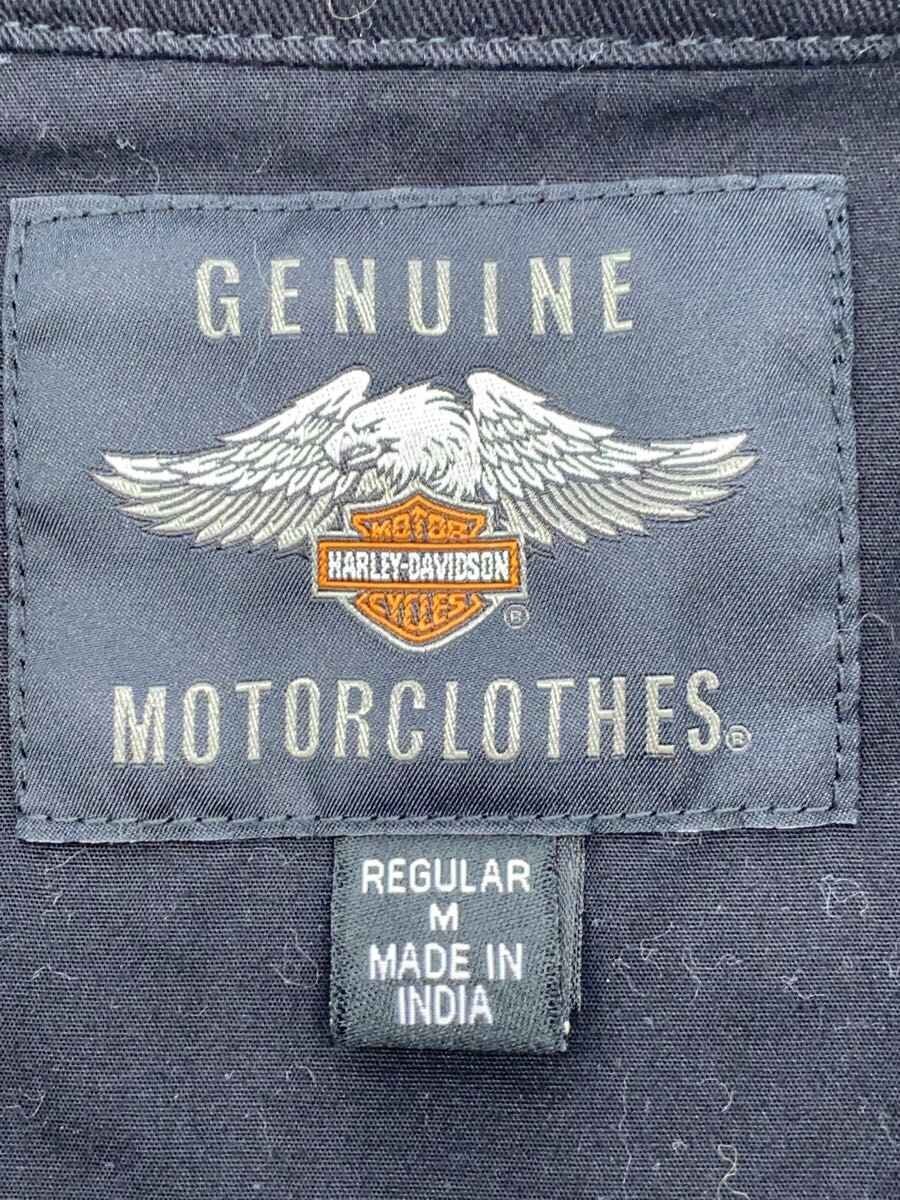 GENUINE
MOTOR
HARLEY-DAVIDSON
CYCLES
®
MOTORCLOTHES®
REGULAR
M
MADE IN
INDIA